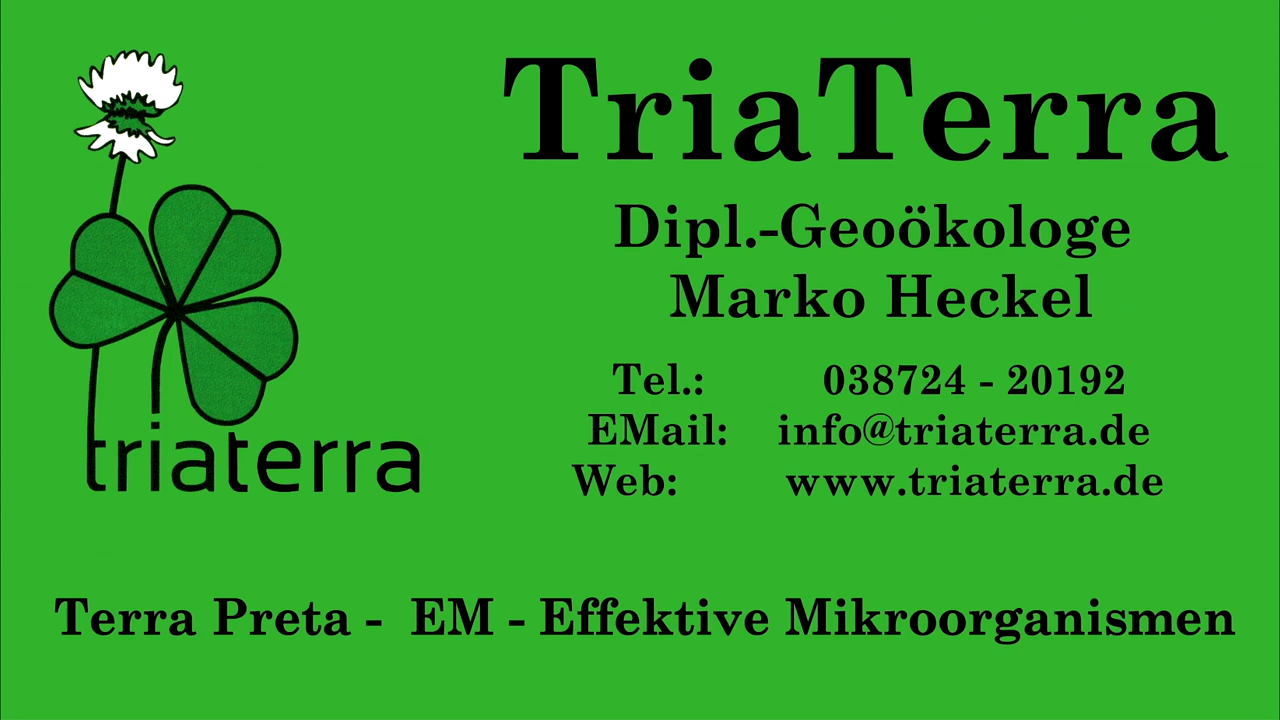 TriaTerra
Dipl.-Geoökologe
Marko Heckel
Tel.: 038724 - 20192
EMail: info@triaterra.de
Web: www.triaterra.de
triaterra
Terra Preta - EM - Effektive Mikroorganismen